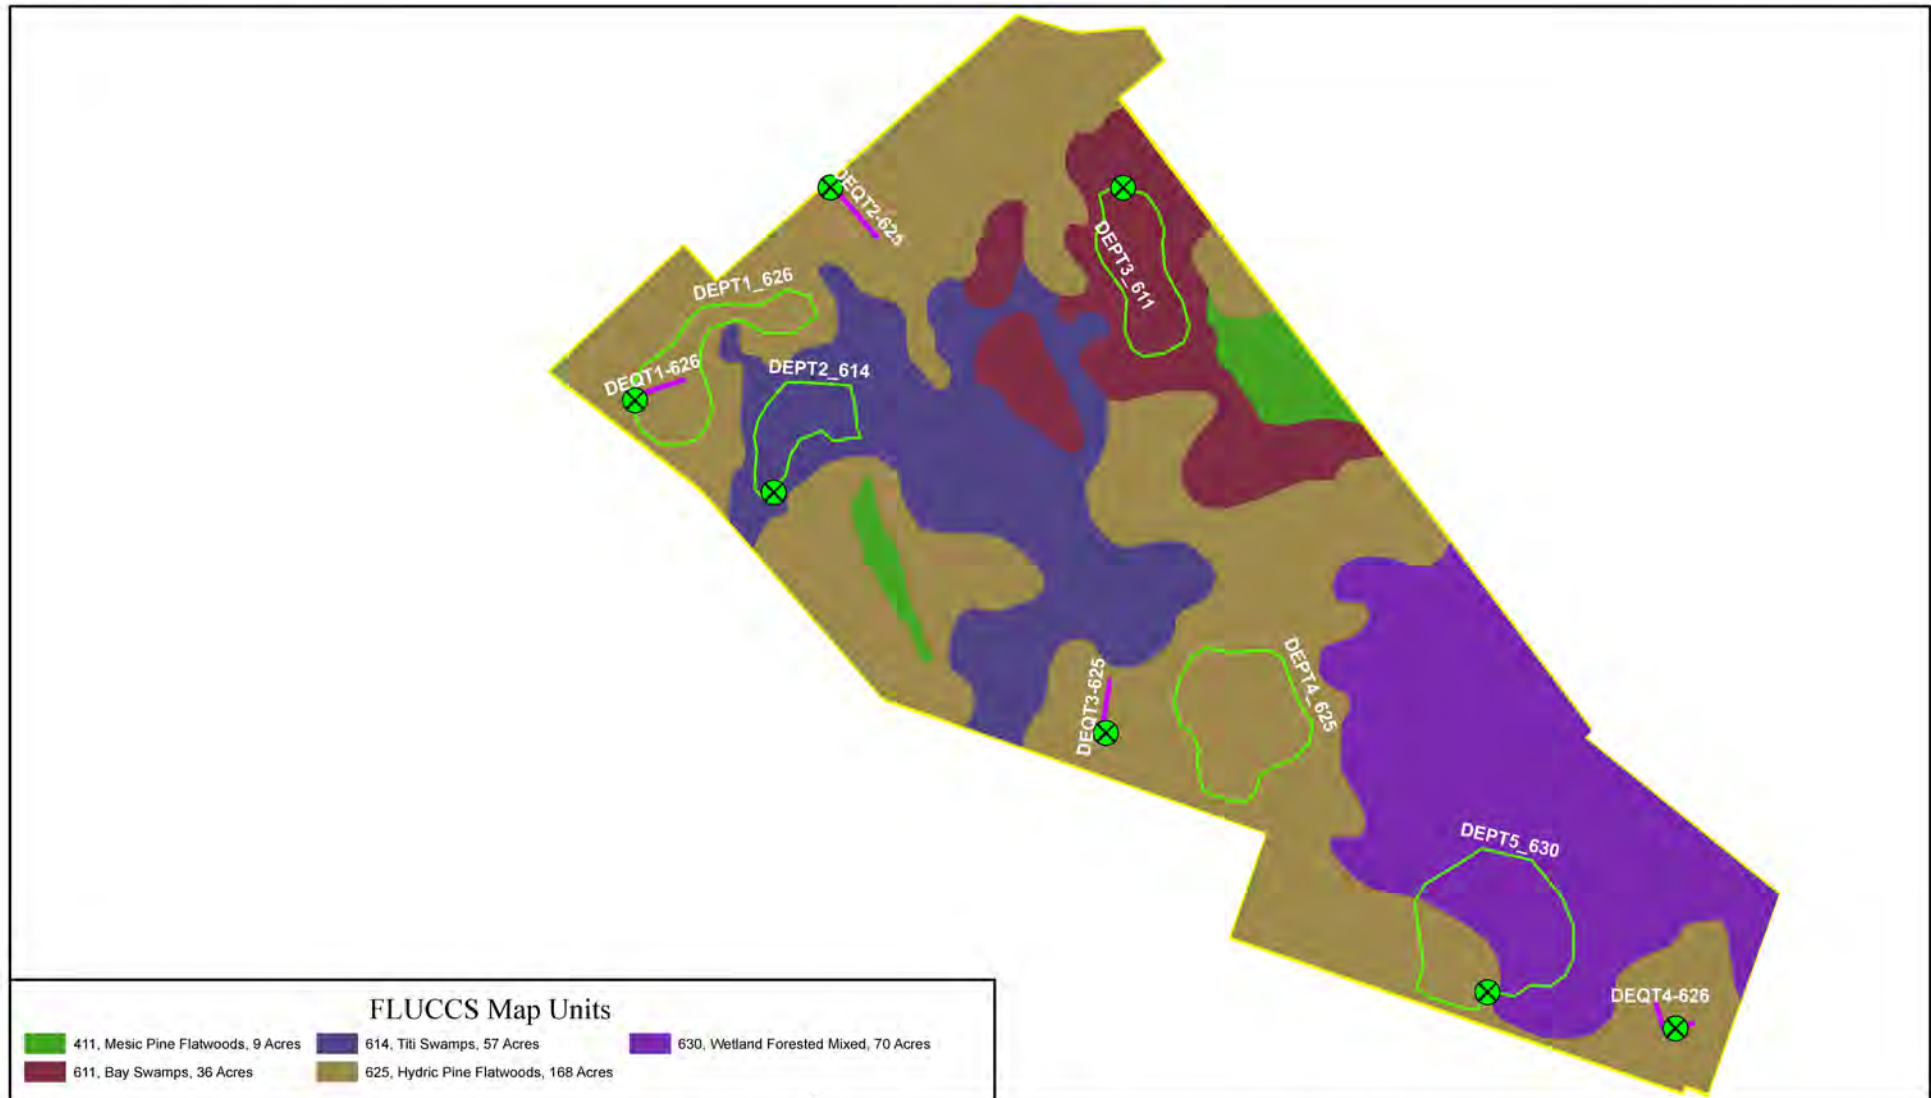 DEQT2-625
DEPT3_611
DEPT1_626
DEQT1-626
DEPT2_614
DEQT3-625
DEPT4_625
DEPT5_630
DEQT4-626
FLUCCS Map Units
411, Mesic Pine Flatwoods, 9 Acres
614, Titi Swamps, 57 Acres
630, Wetland Forested Mixed, 70 Acres
611, Bay Swamps, 36 Acres
625, Hydric Pine Flatwoods, 168 Acres